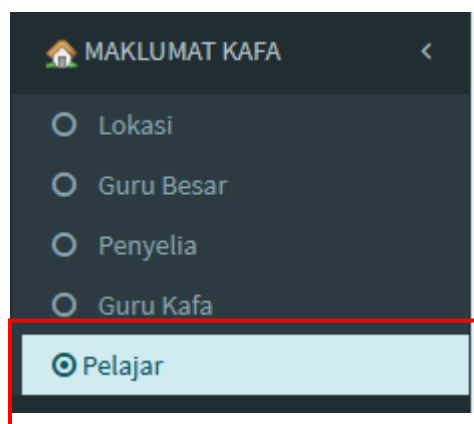 MAKLUMAT KAFA
Lokasi
Guru Besar
Penyelia
Guru Kafa
Pelajar